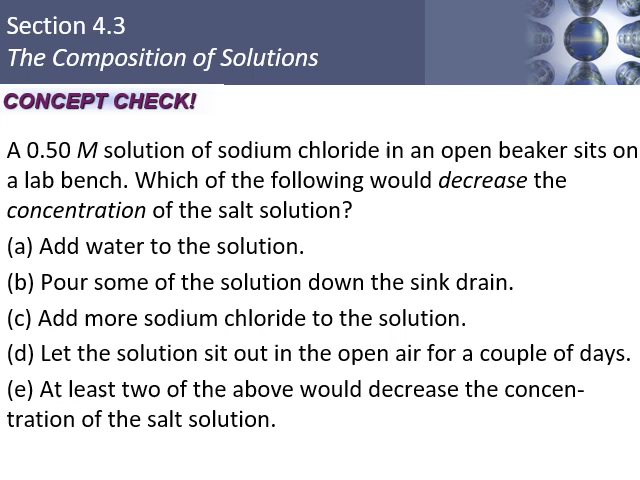 Section 4.3
The Composition of Solutions
CONCEPT CHECK!
A 0.50 M solution of sodium chloride in an open beaker sits on
a lab bench. Which of the following would decrease the
concentration of the salt solution?
(a) Add water to the solution.
(b) Pour some of the solution down the sink drain.
(c) Add more sodium chloride to the solution.
(d) Let the solution sit out in the open air for a couple of days.
(e) At least two of the above would decrease the concen-
tration of the salt solution.